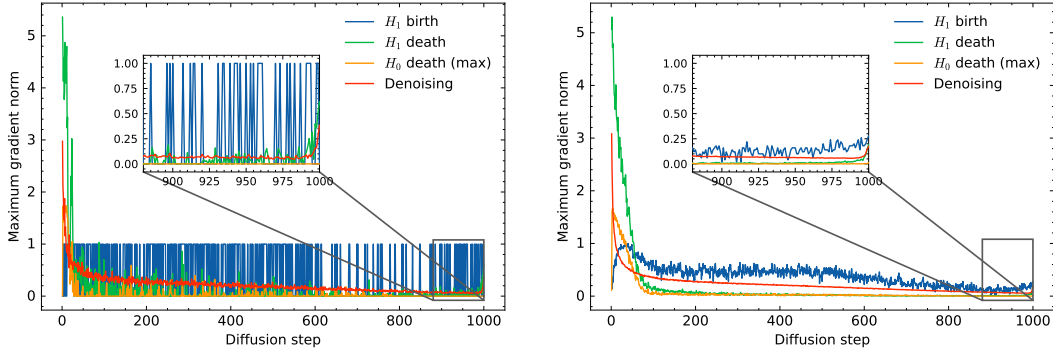 Maximum gradient norm
5
4
3
2
1
0
H₁ birth
H₁ death
H₀ death (max)
Denoising
1.00
0.75
0.50
0.25
0.00
900 925 950 975 1000
0 200 400 600 800 1000
Diffusion step
Maximum gradient norm
5
4
3
2
1
0
H₁ birth
H₁ death
H₀ death (max)
Denoising
1.00
0.75
0.50
0.25
0.00
900 925 950 975 1000
0 200 400 600 800 1000
Diffusion step